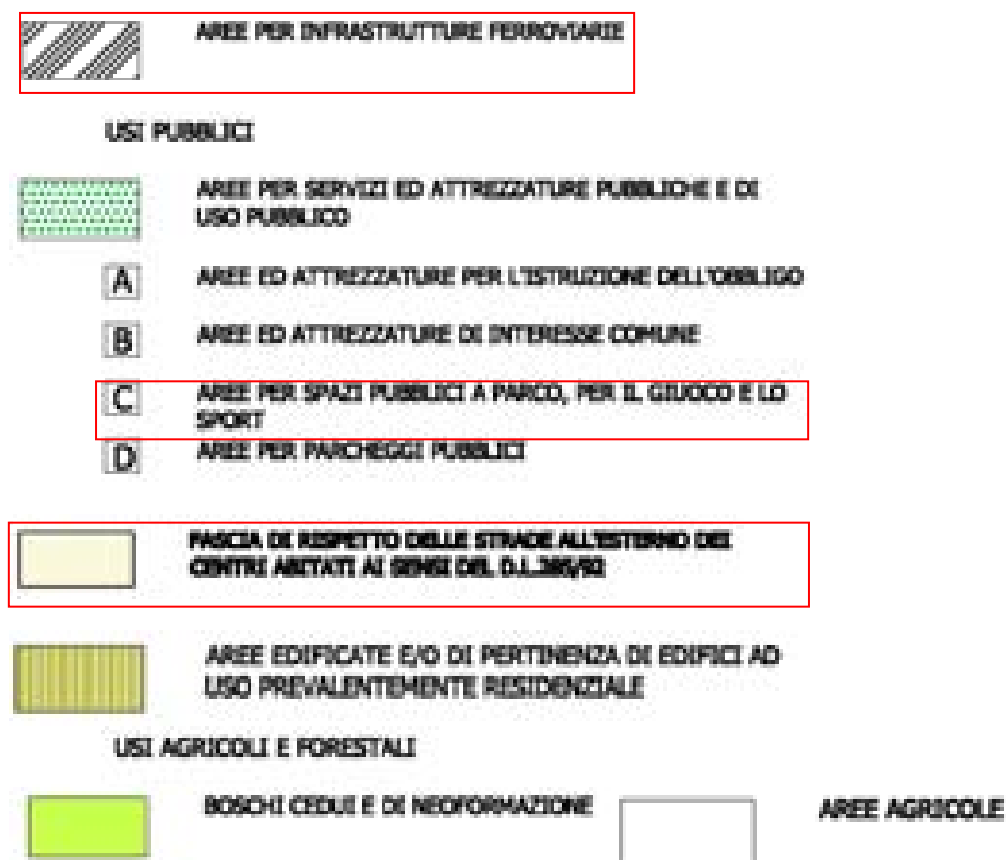 AREE PER INFRASTRUTTURE FERROVIARIE
USI PUBBLICI
AREE PER SERVIZI ED ATTREZZATURE PUBBLICHE E DI
USO PUBBLICO
A AREE ED ATTREZZATURE PER L'ISTRUZIONE DELL'OBBLIGO
B AREE ED ATTREZZATURE DI INTERESSE COMUNE
C AREE PER SPAZI PUBBLICI A PARCO, PER IL GIUOCO E LO
SPORT
D AREE PER PARCHEGGI PUBBLICI
FASCIA DI RISPETTO DELLE STRADE ALL'ESTERNO DEI
CENTRI ABITATI AI SENSI DEL D.L.285/92
AREE EDIFICATE E/O DI PERTINENZA DI EDIFICI AD
USO PREVALENTEMENTE RESIDENZIALE
USI AGRICOLI E FORESTALI
BOSCHI CEDUI E DI NEOFORMAZIONE AREE AGRICOLE